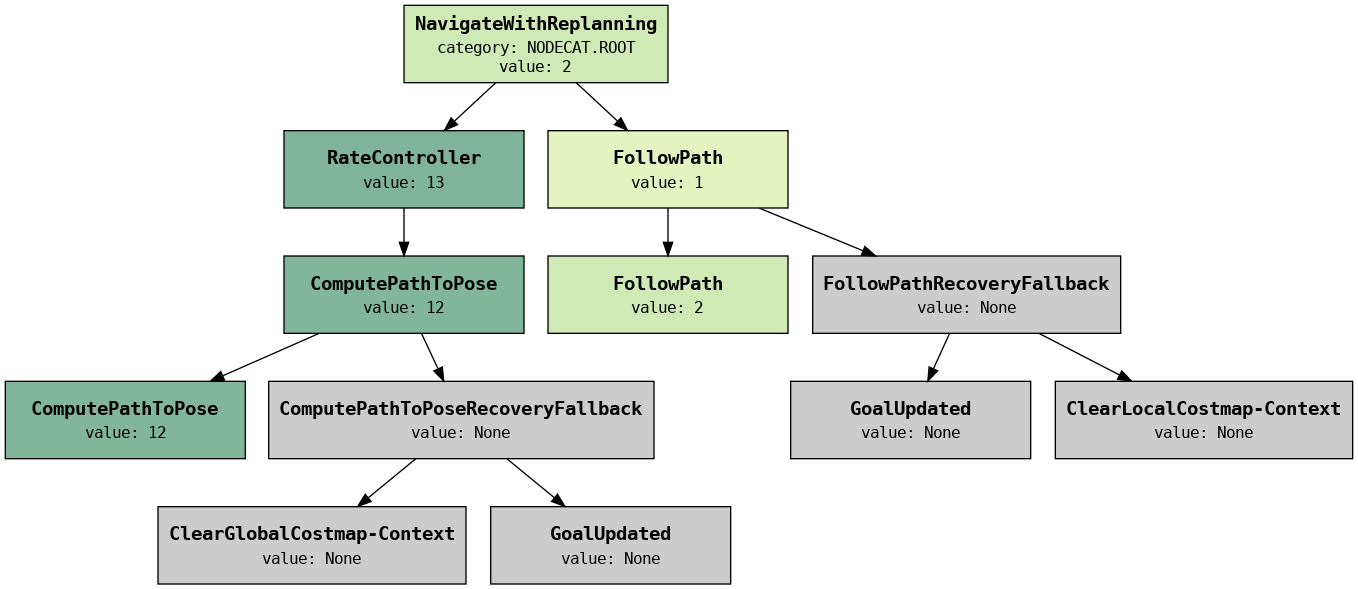 NavigateWithReplanning
category: NODECAT.ROOT
value: 2
RateController
value: 13
FollowPath
value: 1
ComputePathToPose
value: 12
FollowPath
value: 2
FollowPathRecoveryFallback
value: None
ComputePathToPose
value: 12
ComputePathToPoseRecoveryFallback
value: None
GoalUpdated
value: None
ClearLocalCostmap-Context
value: None
ClearGlobalCostmap-Context
value: None
GoalUpdated
value: None